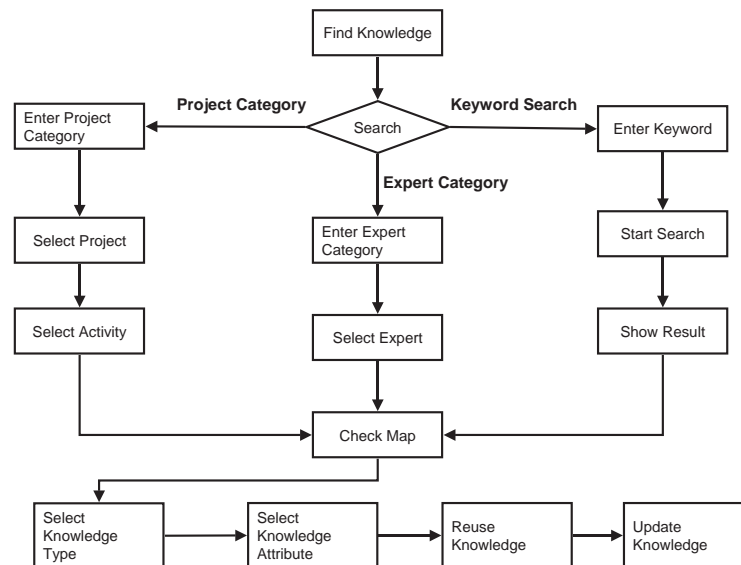 Find Knowledge
Project Category
Keyword Search
Search
Enter Project
Category
Enter Keyword
Expert Category
Select Project
Enter Expert
Category
Start Search
Select Activity
Select Expert
Show Result
Check Map
Select
Knowledge
Type
Select
Knowledge
Attribute
Reuse
Knowledge
Update
Knowledge